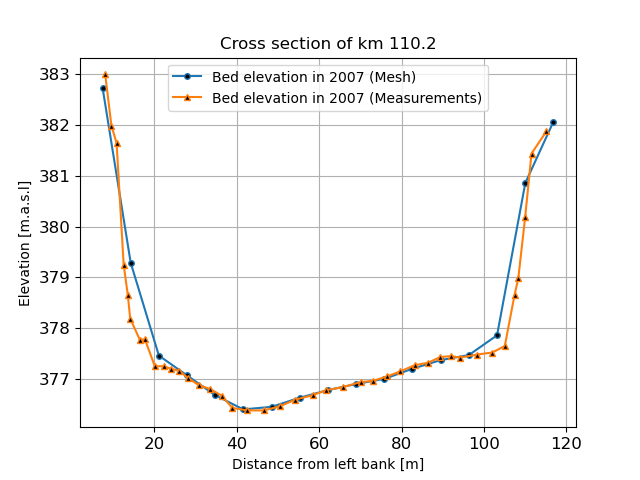 Cross section of km 110.2
Bed elevation in 2007 (Mesh)
Bed elevation in 2007 (Measurements)
383
382
381
380
379
378
377
Elevation [m.a.s.l]
20 40 60 80 100 120
Distance from left bank [m]